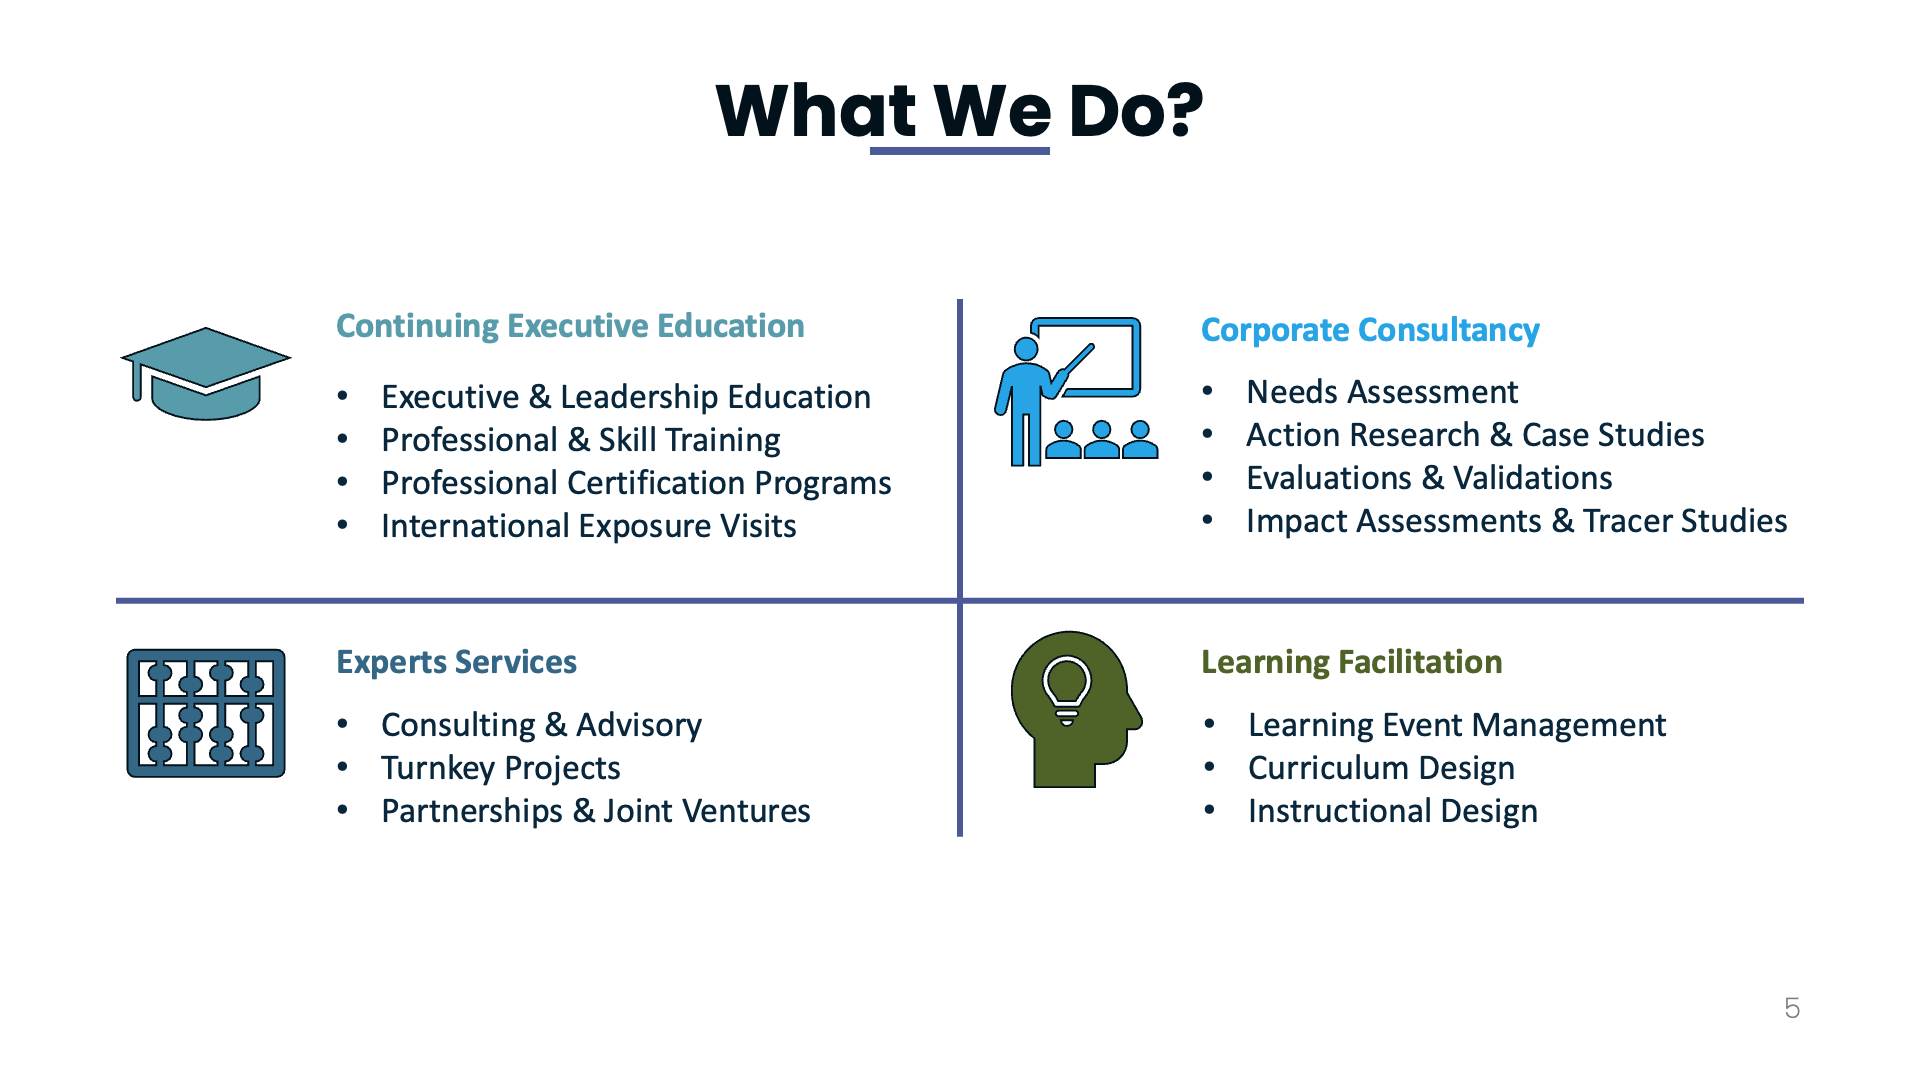 What We Do?
Continuing Executive Education
• Executive & Leadership Education
• Professional & Skill Training
• Professional Certification Programs
• International Exposure Visits
Corporate Consultancy
• Needs Assessment
• Action Research & Case Studies
• Evaluations & Validations
• Impact Assessments & Tracer Studies
Experts Services
• Consulting & Advisory
• Turnkey Projects
• Partnerships & Joint Ventures
Learning Facilitation
• Learning Event Management
• Curriculum Design
• Instructional Design
5